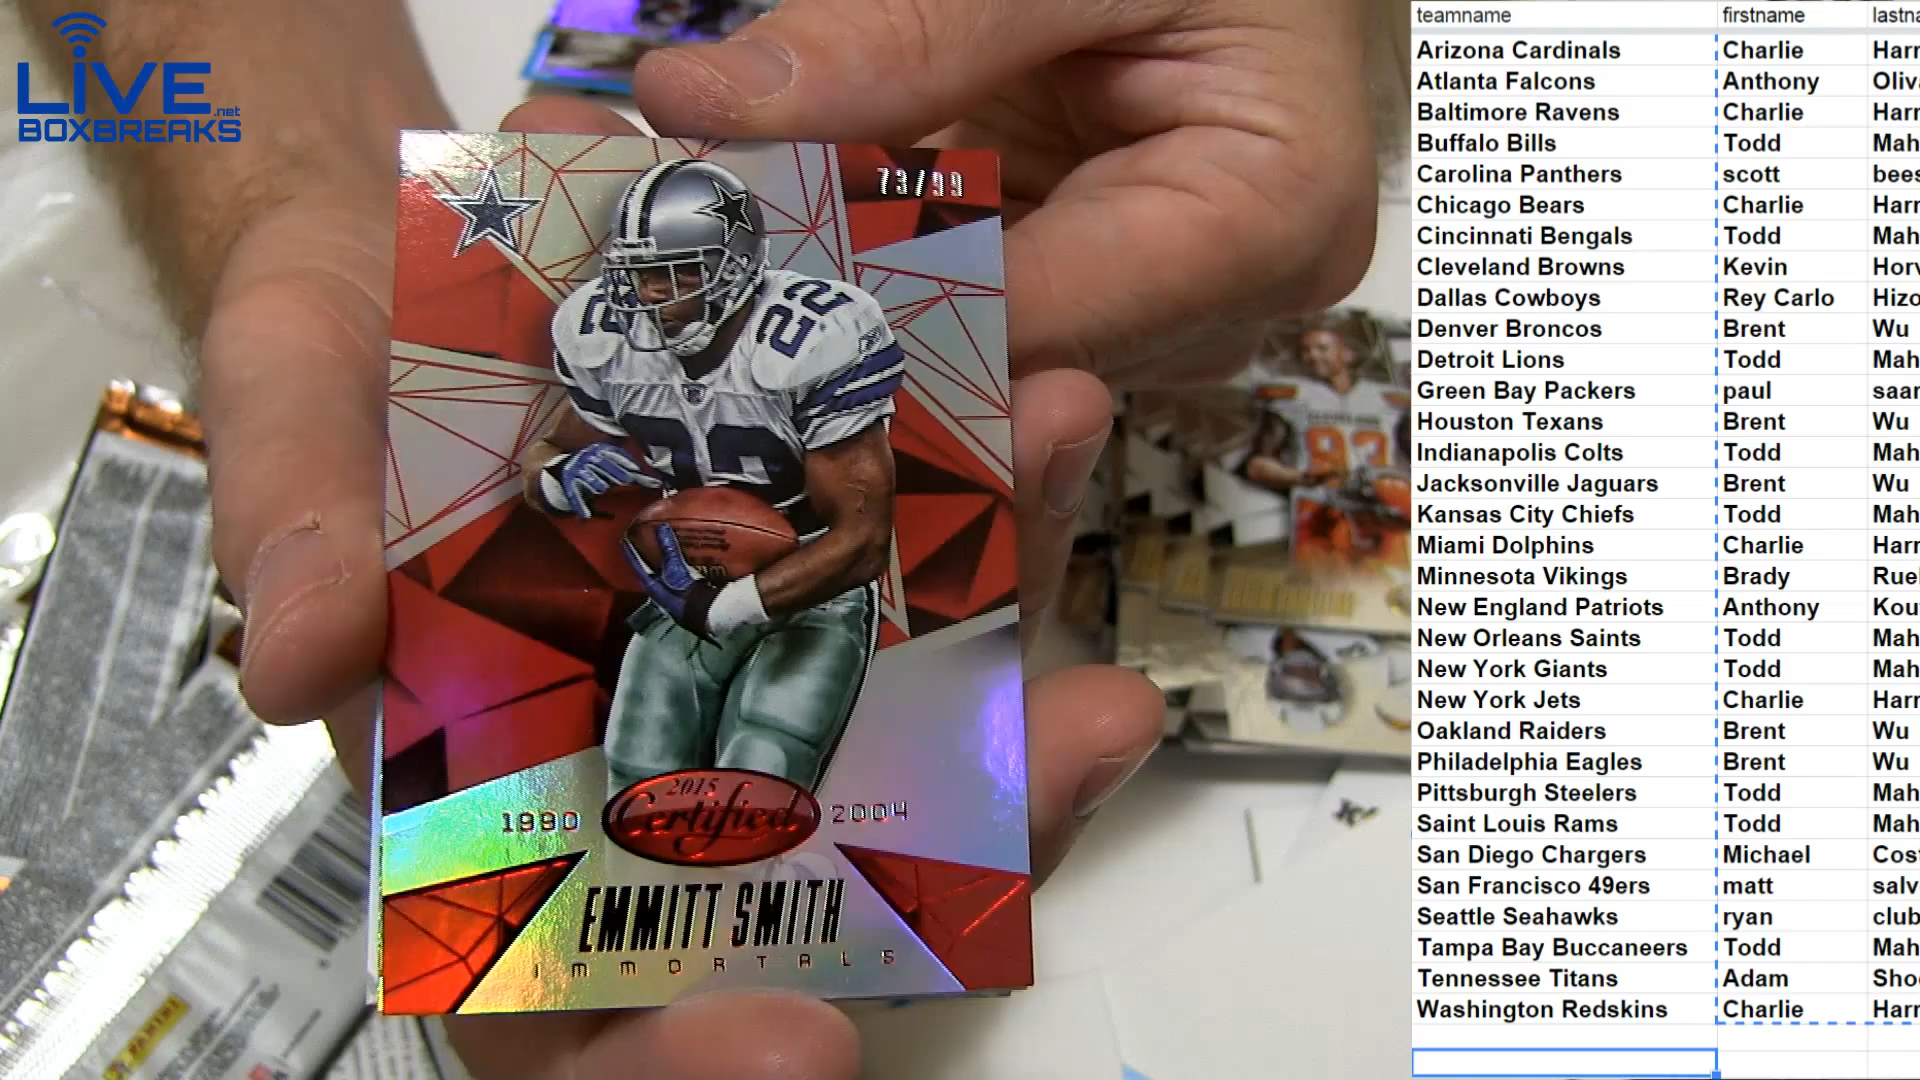 LIVE.net
BOXBREAKS
73/99
22
22
1990 2015 Certified 2004
EMMITT SMITH
IMMORTALS
PANINI
teamname firstname
Arizona Cardinals Charlie
Atlanta Falcons Anthony
Baltimore Ravens Charlie
Buffalo Bills Todd
Carolina Panthers scott
Chicago Bears Charlie
Cincinnati Bengals Todd
Cleveland Browns Kevin
Dallas Cowboys Rey Carlo
Denver Broncos Brent Wu
Detroit Lions Todd
Green Bay Packers paul
Houston Texans Brent Wu
Indianapolis Colts Todd
Jacksonville Jaguars Brent Wu
Kansas City Chiefs Todd
Miami Dolphins Charlie
Minnesota Vikings Brady
New England Patriots Anthony
New Orleans Saints Todd
New York Giants Todd
New York Jets Charlie
Oakland Raiders Brent Wu
Philadelphia Eagles Brent Wu
Pittsburgh Steelers Todd
Saint Louis Rams Todd
San Diego Chargers Michael
San Francisco 49ers matt
Seattle Seahawks ryan
Tampa Bay Buccaneers Todd
Tennessee Titans Adam
Washington Redskins Charlie